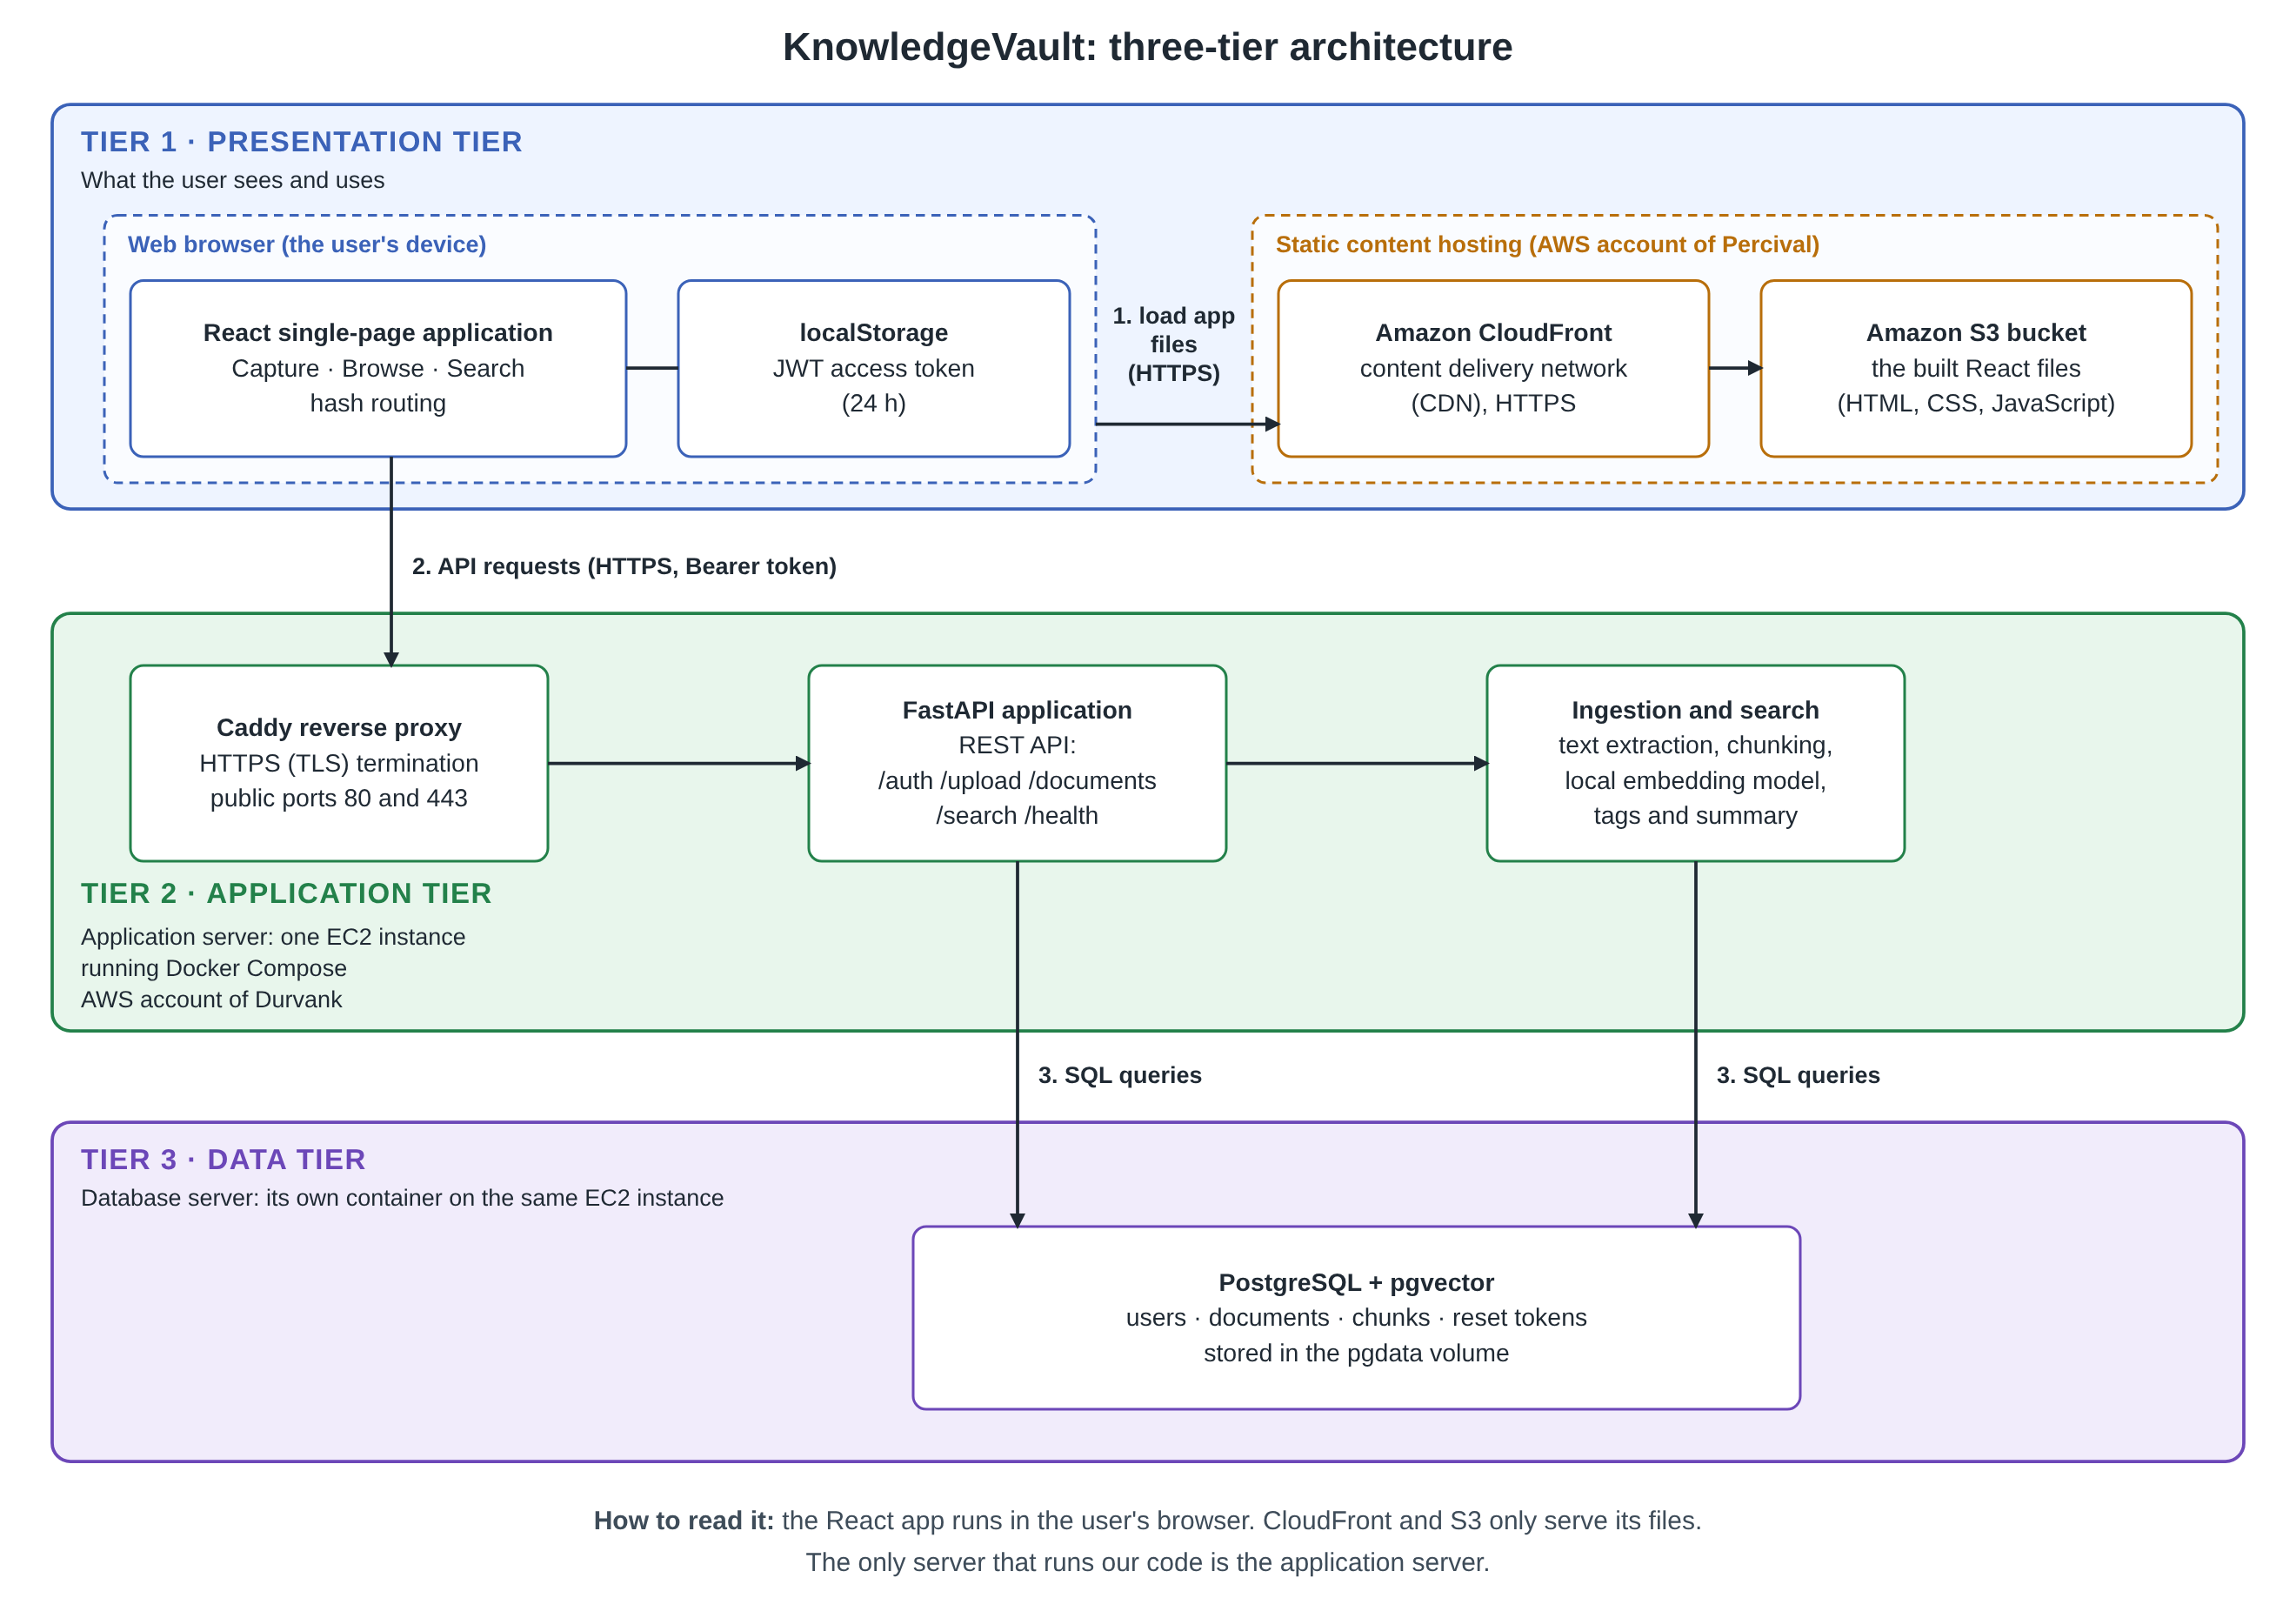 KnowledgeVault: three-tier architecture
TIER 1 · PRESENTATION TIER
What the user sees and uses
Web browser (the user's device)
React single-page application
Capture · Browse · Search
hash routing
localStorage
JWT access token
(24 h)
1. load app
files
(HTTPS)
Static content hosting (AWS account of Percival)
Amazon CloudFront
content delivery network
(CDN), HTTPS
Amazon S3 bucket
the built React files
(HTML, CSS, JavaScript)
2. API requests (HTTPS, Bearer token)
Caddy reverse proxy
HTTPS (TLS) termination
public ports 80 and 443
FastAPI application
REST API:
/auth /upload /documents
/search /health
Ingestion and search
text extraction, chunking,
local embedding model,
tags and summary
TIER 2 · APPLICATION TIER
Application server: one EC2 instance
running Docker Compose
AWS account of Durvank
3. SQL queries
3. SQL queries
TIER 3 · DATA TIER
Database server: its own container on the same EC2 instance
PostgreSQL + pgvector
users · documents · chunks · reset tokens
stored in the pgdata volume
How to read it: the React app runs in the user's browser. CloudFront and S3 only serve its files.
The only server that runs our code is the application server.